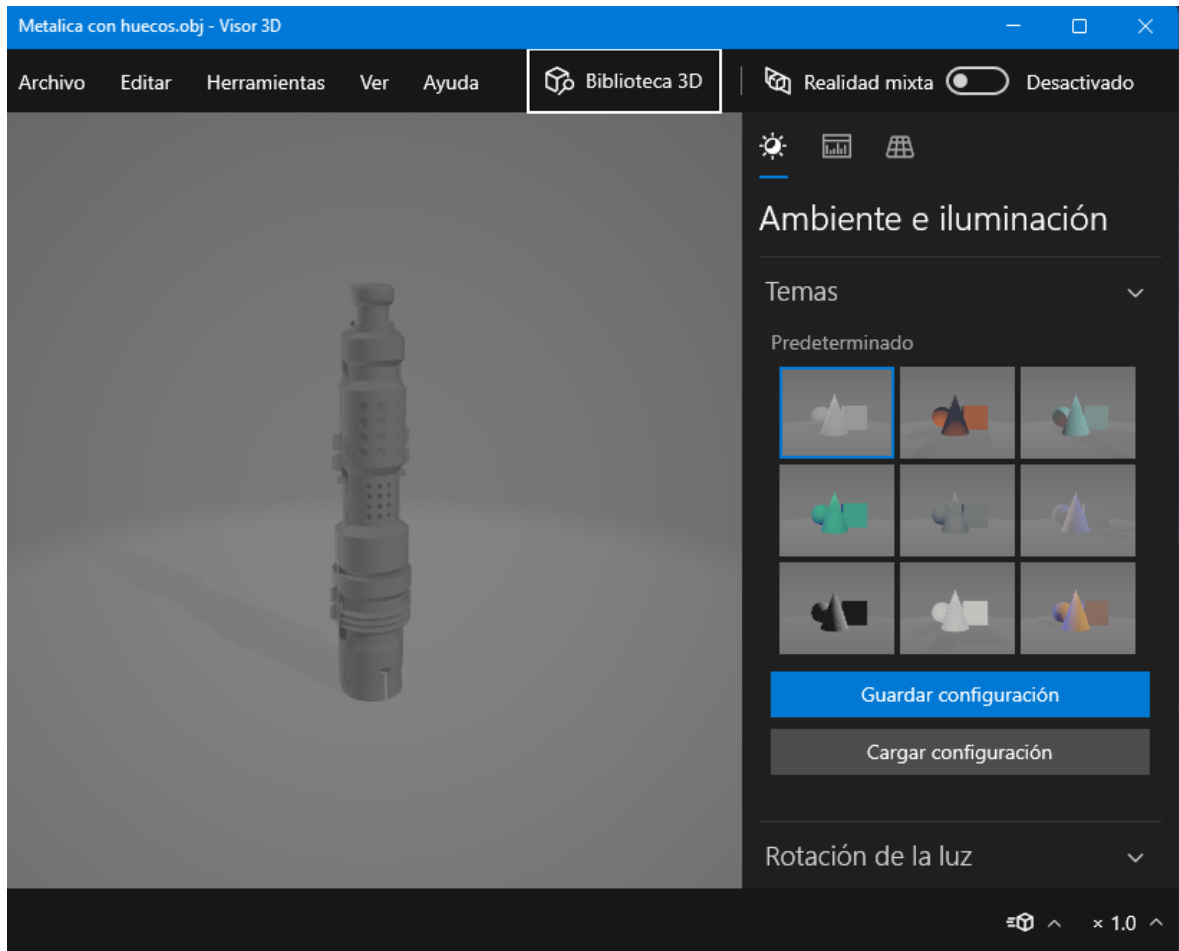 Metalica con huecos.obj - Visor 3D
Archivo Editar Herramientas Ver Ayuda Biblioteca 3D Realidad mixta Desactivado
Ambiente e iluminación
Temas
Predeterminado
Guardar configuración
Cargar configuración
Rotación de la luz
× 1.0